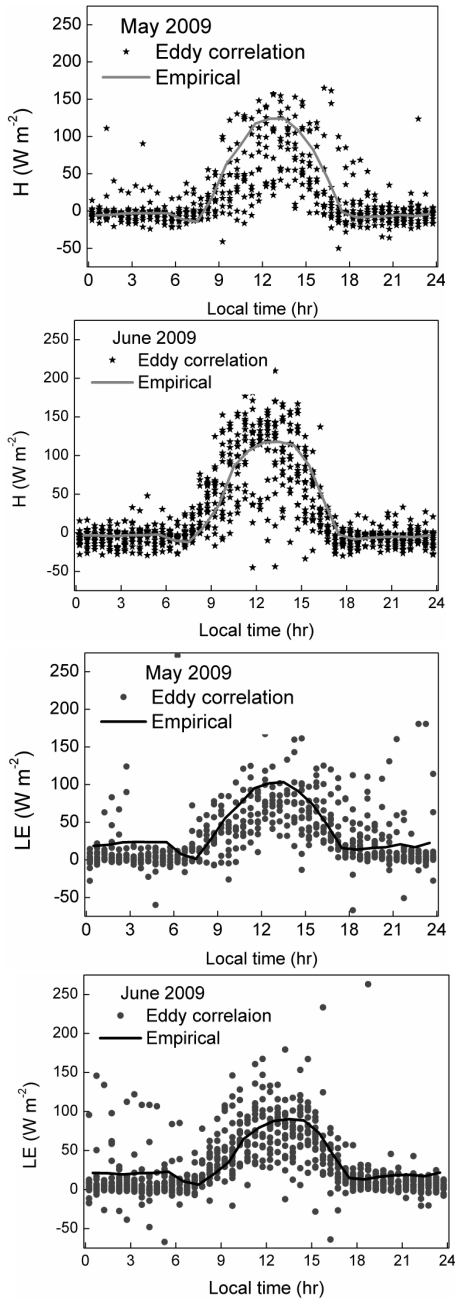 May 2009
Eddy correlation
Empirical
H (W m-2)
250
200
150
100
50
0
-50
0 3 6 9 12 15 18 21 24
Local time (hr)
June 2009
Eddy correlation
Empirical
H (W m-2)
250
200
150
100
50
0
-50
0 3 6 9 12 15 18 21 24
Local time (hr)
May 2009
Eddy correlation
Empirical
LE (W m-2)
250
200
150
100
50
0
-50
0 3 6 9 12 15 18 21 24
Local time (hr)
June 2009
Eddy correlaion
Empirical
LE (W m-2)
250
200
150
100
50
0
-50
0 3 6 9 12 15 18 21 24
Local time (hr)